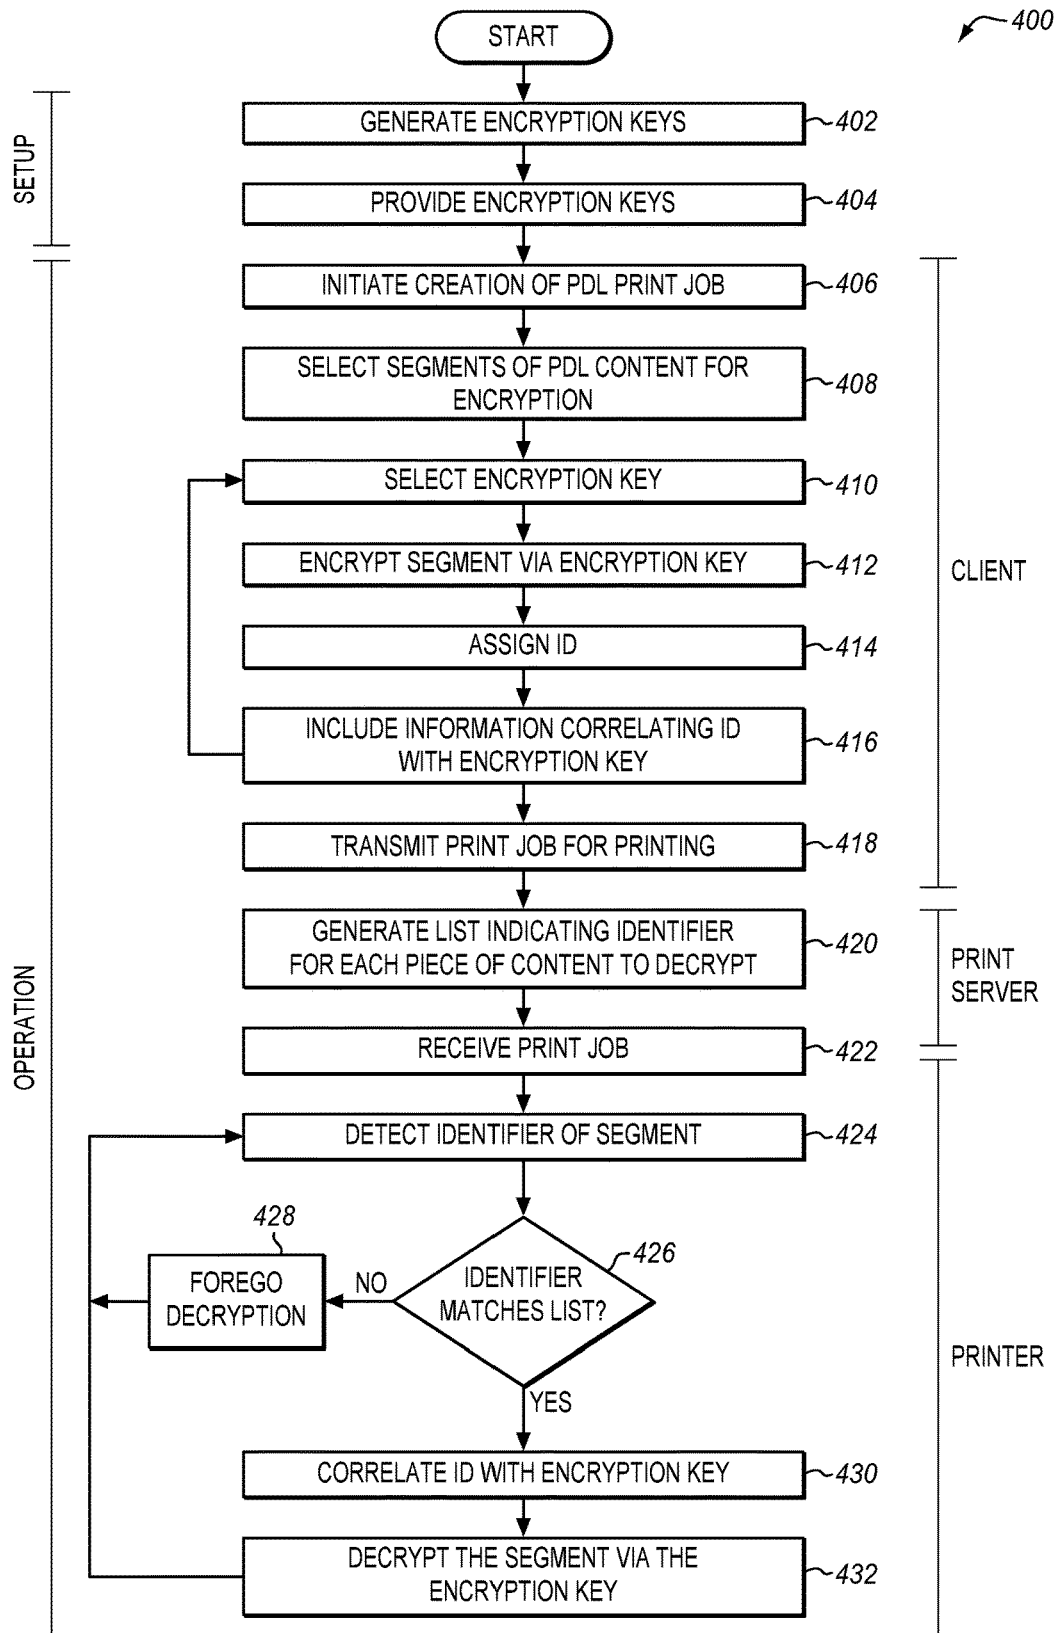 400
START
SETUP
GENERATE ENCRYPTION KEYS
402
PROVIDE ENCRYPTION KEYS
404
OPERATION
CLIENT
INITIATE CREATION OF PDL PRINT JOB
406
SELECT SEGMENTS OF PDL CONTENT FOR
ENCRYPTION
408
SELECT ENCRYPTION KEY
410
ENCRYPT SEGMENT VIA ENCRYPTION KEY
412
ASSIGN ID
414
INCLUDE INFORMATION CORRELATING ID
WITH ENCRYPTION KEY
416
TRANSMIT PRINT JOB FOR PRINTING
418
GENERATE LIST INDICATING IDENTIFIER
FOR EACH PIECE OF CONTENT TO DECRYPT
420
PRINT
SERVER
RECEIVE PRINT JOB
422
DETECT IDENTIFIER OF SEGMENT
424
428
FOREGO
DECRYPTION
NO
IDENTIFIER
MATCHES LIST?
426
YES
PRINTER
CORRELATE ID WITH ENCRYPTION KEY
430
DECRYPT THE SEGMENT VIA THE
ENCRYPTION KEY
432